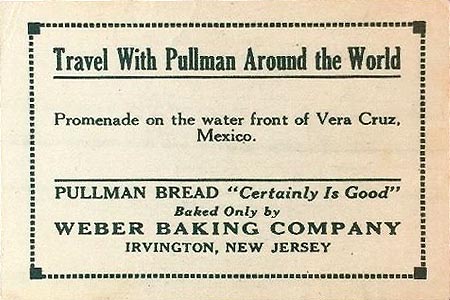 Travel With Pullman Around the World
Promenade on the water front of Vera Cruz,
Mexico.
PULLMAN BREAD "Certainly Is Good"
Baked Only by
WEBER BAKING COMPANY
IRVINGTON, NEW JERSEY